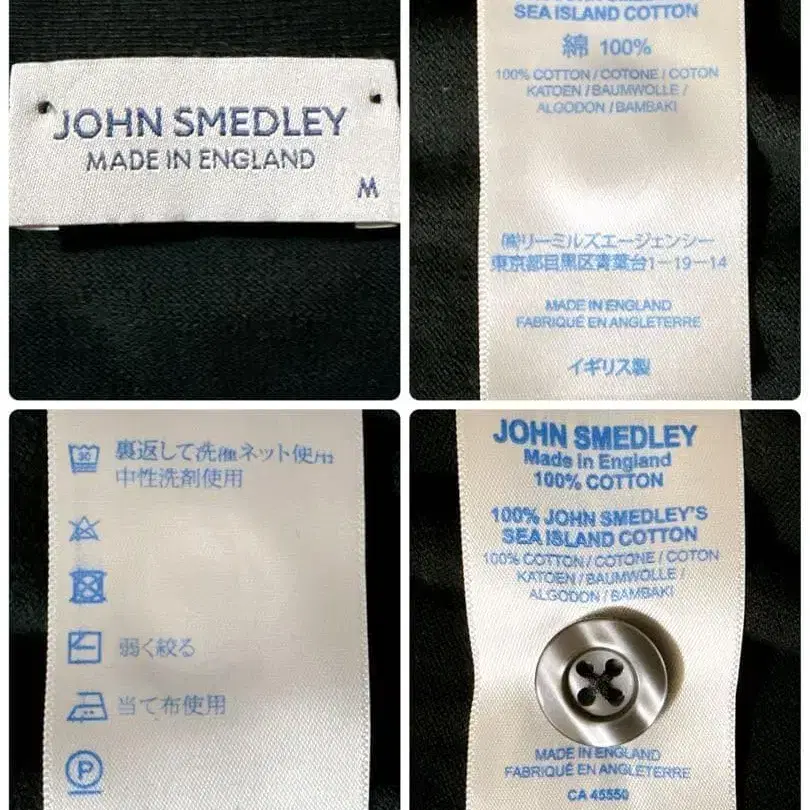 JOHN SMEDLEY
MADE IN ENGLAND
M
SEA ISLAND COTTON
綿 100%
100% COTTON / COTONE / COTON
KATOEN / BAUMWOLLE /
ALGODON / BAMBAKI
㈱リーミルズエージェンシー
東京都目黒区青葉台1-19-14
MADE IN ENGLAND
FABRIQUÉ EN ANGLETERRE
イギリス製
30
裏返して洗濯ネット使用
中性洗剤使用
弱く絞る
当て布使用
P
JOHN SMEDLEY
Made in England
100% COTTON
100% JOHN SMEDLEY'S
SEA ISLAND COTTON
100% COTTON / COTONE / COTON
KATOEN / BAUMWOLLE /
ALGODON / BAMBAKI
MADE IN ENGLAND
FABRIQUÉ EN ANGLETERRE
CA 45550